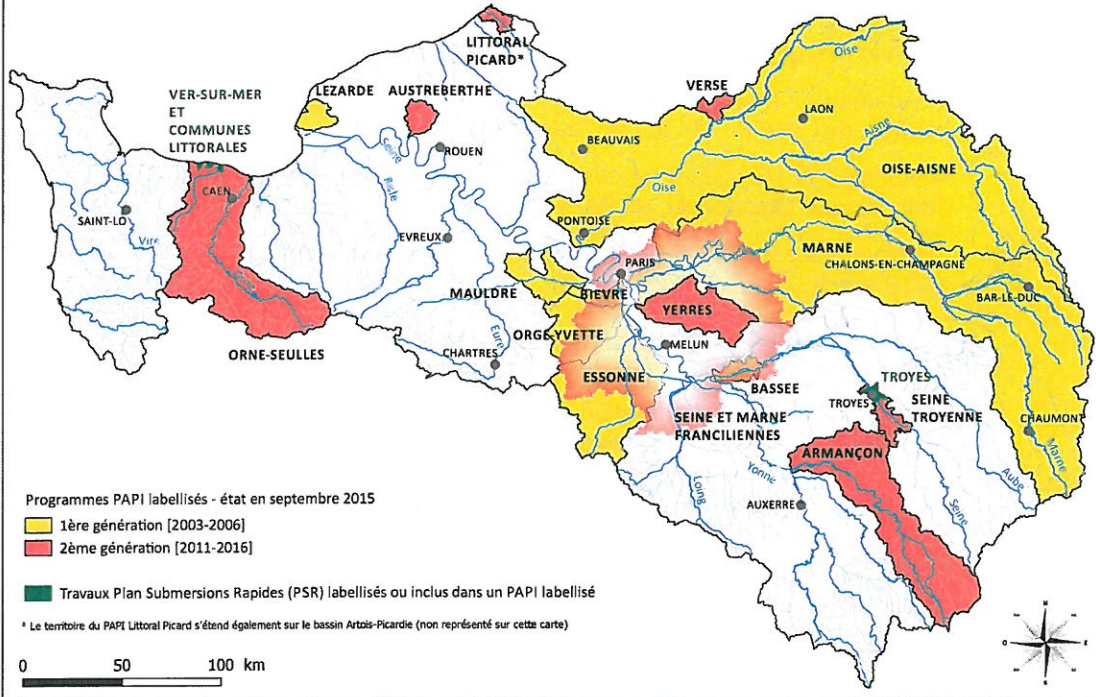 LITTORAL
PICARD*
Oise
VER-SUR-MER
ET
COMMUNES
LITTORALES
LEZARDE
AUSTREBERTHE
VERSE
LAON
Aisne
BEAUVAIS
Seine
ROUEN
OISE-AISNE
CAEN
Risle
Oise
SAINT-LO
Vire
PONTOISE
EVREUX
MARNE
CHALONS-EN-CHAMPAGNE
PARIS
BAR-LE-DUC
MAULDRE
BIEVRE
YERRES
Orne
ORGE-YVETTE
Eure
MELUN
ORNE-SEULLES
CHARTRES
ESSONNE
BASSEE
TROYES
TROYES
SEINE
TROYENNE
SEINE ET MARNE
FRANCILIENNES
CHAUMONT
ARMANÇON
Marne
Yonne
Aube
Loing
Seine
AUXERRE
Programmes PAPI labellisés - état en septembre 2015
1ère génération [2003-2006]
2ème génération [2011-2016]
Travaux Plan Submersions Rapides (PSR) labellisés ou inclus dans un PAPI labellisé
* Le territoire du PAPI Littoral Picard s'étend également sur le bassin Artois-Picardie (non représenté sur cette carte)
0 50 100 km
N
O E
S